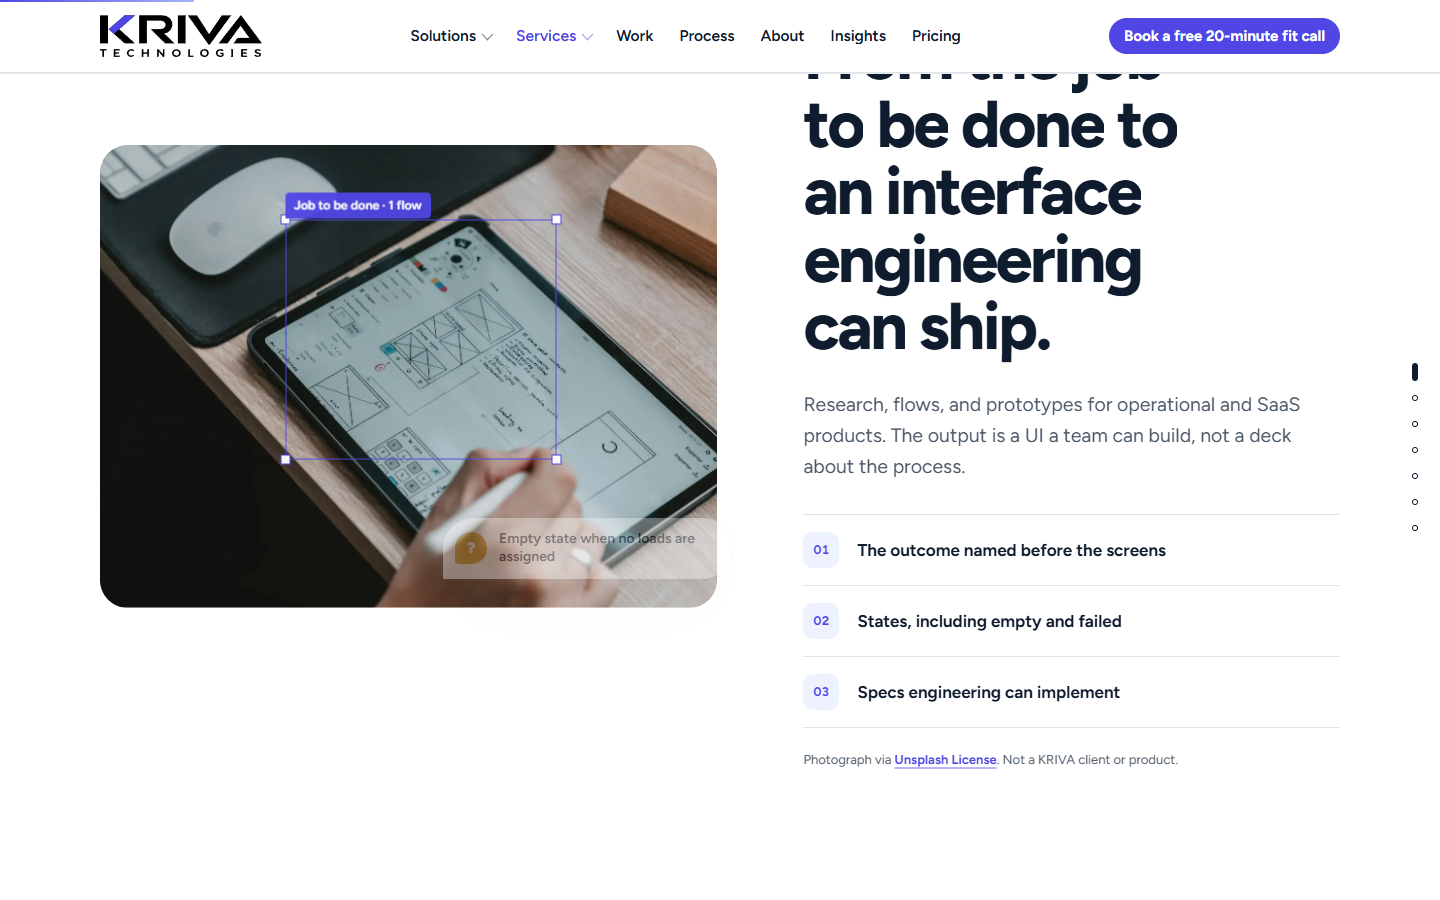 KRIVA
TECHNOLOGIES
Solutions
Services
Work
Process
About
Insights
Pricing
Book a free 20-minute fit call
From the job
to be done to
an interface
engineering
can ship.
Job to be done · 1 flow
?
Empty state when no loads are
assigned
Research, flows, and prototypes for operational and SaaS
products. The output is a UI a team can build, not a deck
about the process.
01
The outcome named before the screens
02
States, including empty and failed
03
Specs engineering can implement
Photograph via Unsplash License. Not a KRIVA client or product.